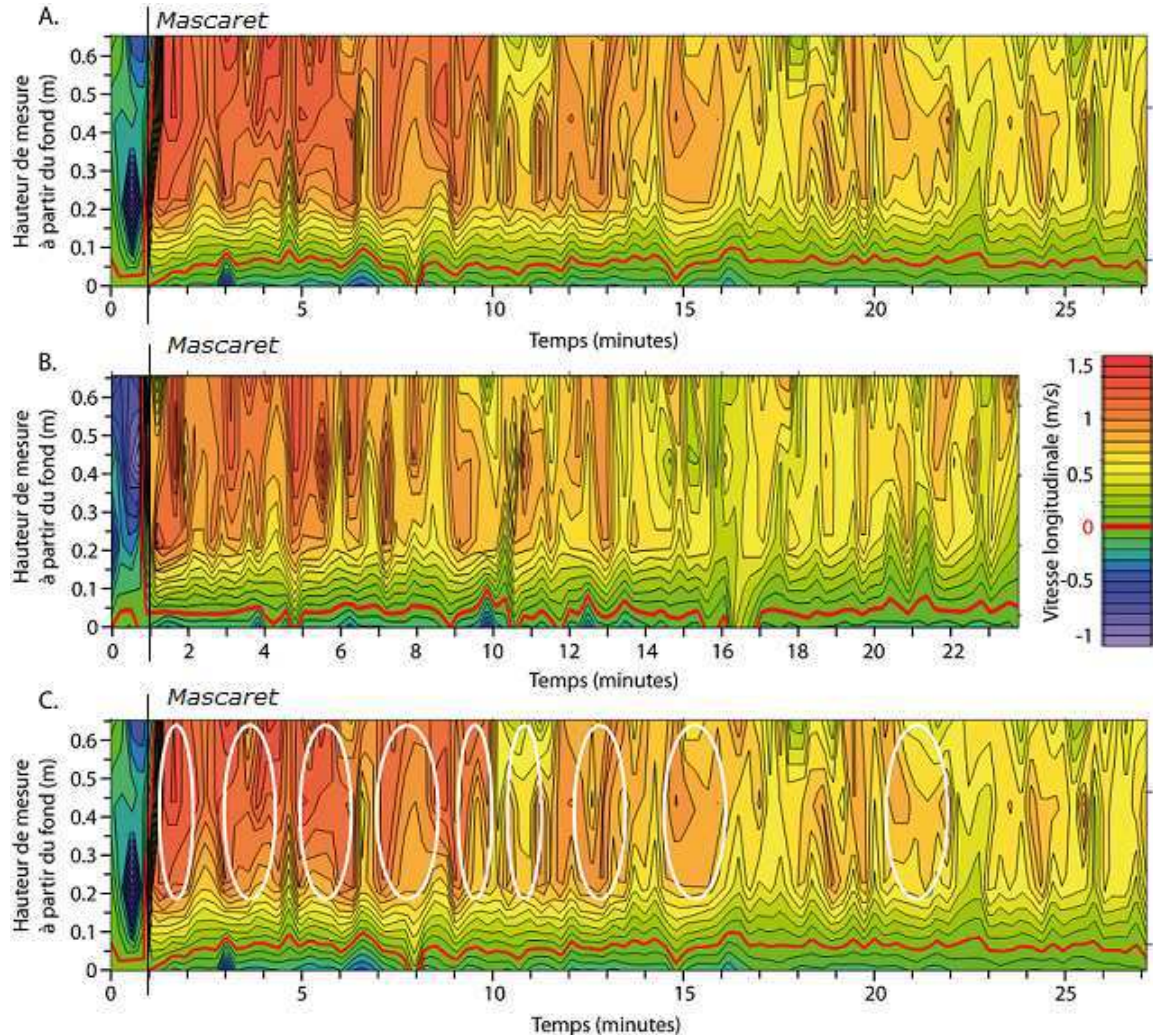 A.
Mascaret
Hauteur de mesure
à partir du fond (m)
0.6
0.5
0.4
0.3
0.2
0.1
0
0 5 10 15 20 25
Temps (minutes)
B.
Mascaret
Hauteur de mesure
à partir du fond (m)
0.6
0.5
0.4
0.3
0.2
0.1
0
0 2 4 6 8 10 12 14 16 18 20 22
Temps (minutes)
Vitesse longitudinale (m/s)
1.5
1
0.5
0
-0.5
-1
C.
Mascaret
Hauteur de mesure
à partir du fond (m)
0.6
0.5
0.4
0.3
0.2
0.1
0
0 5 10 15 20 25
Temps (minutes)